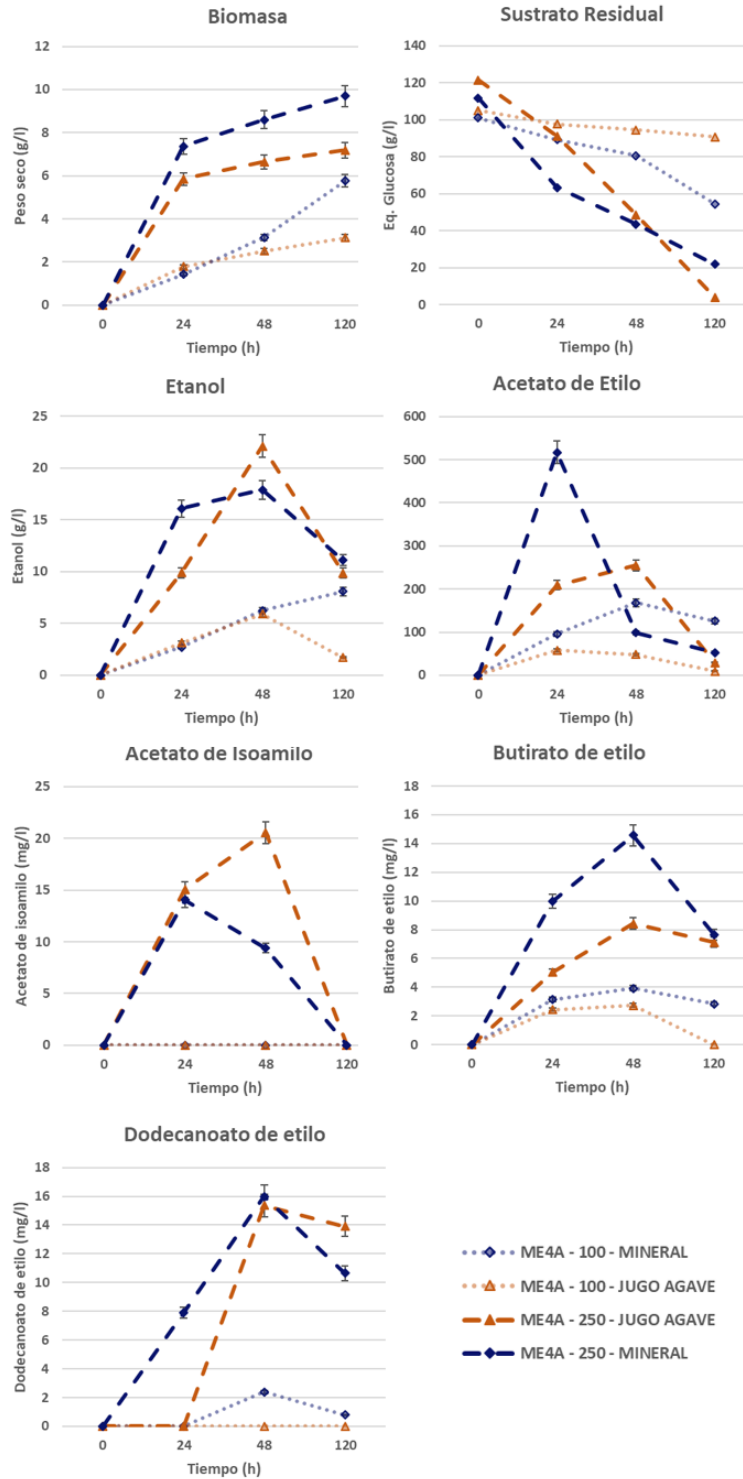 Biomasa
12
10
8
6
4
2
0
Peso seco (g/l)
0 24 48 120
Tiempo (h)
Sustrato Residual
140
120
100
80
60
40
20
0
Eq. Glucosa (g/l)
0 24 48 120
Tiempo (h)
Etanol
25
20
15
10
5
0
Etanol (g/l)
0 24 48 120
Tiempo (h)
Acetato de Etilo
600
500
400
300
200
100
0
0 24 48 120
Tiempo (h)
Acetato de Isoamilo
25
20
15
10
5
0
Acetato de isoamilo (mg/l)
0 24 48 120
Tiempo (h)
Butirato de etilo
18
16
14
12
10
8
6
4
2
0
Butirato de etilo (mg/l)
0 24 48 120
Tiempo (h)
Dodecanoato de etilo
18
16
14
12
10
8
6
4
2
0
Dodecanoato de etilo (mg/l)
0 24 48 120
Tiempo (h)
ME4A - 100 - MINERAL
ME4A - 100 - JUGO AGAVE
ME4A - 250 - JUGO AGAVE
ME4A - 250 - MINERAL